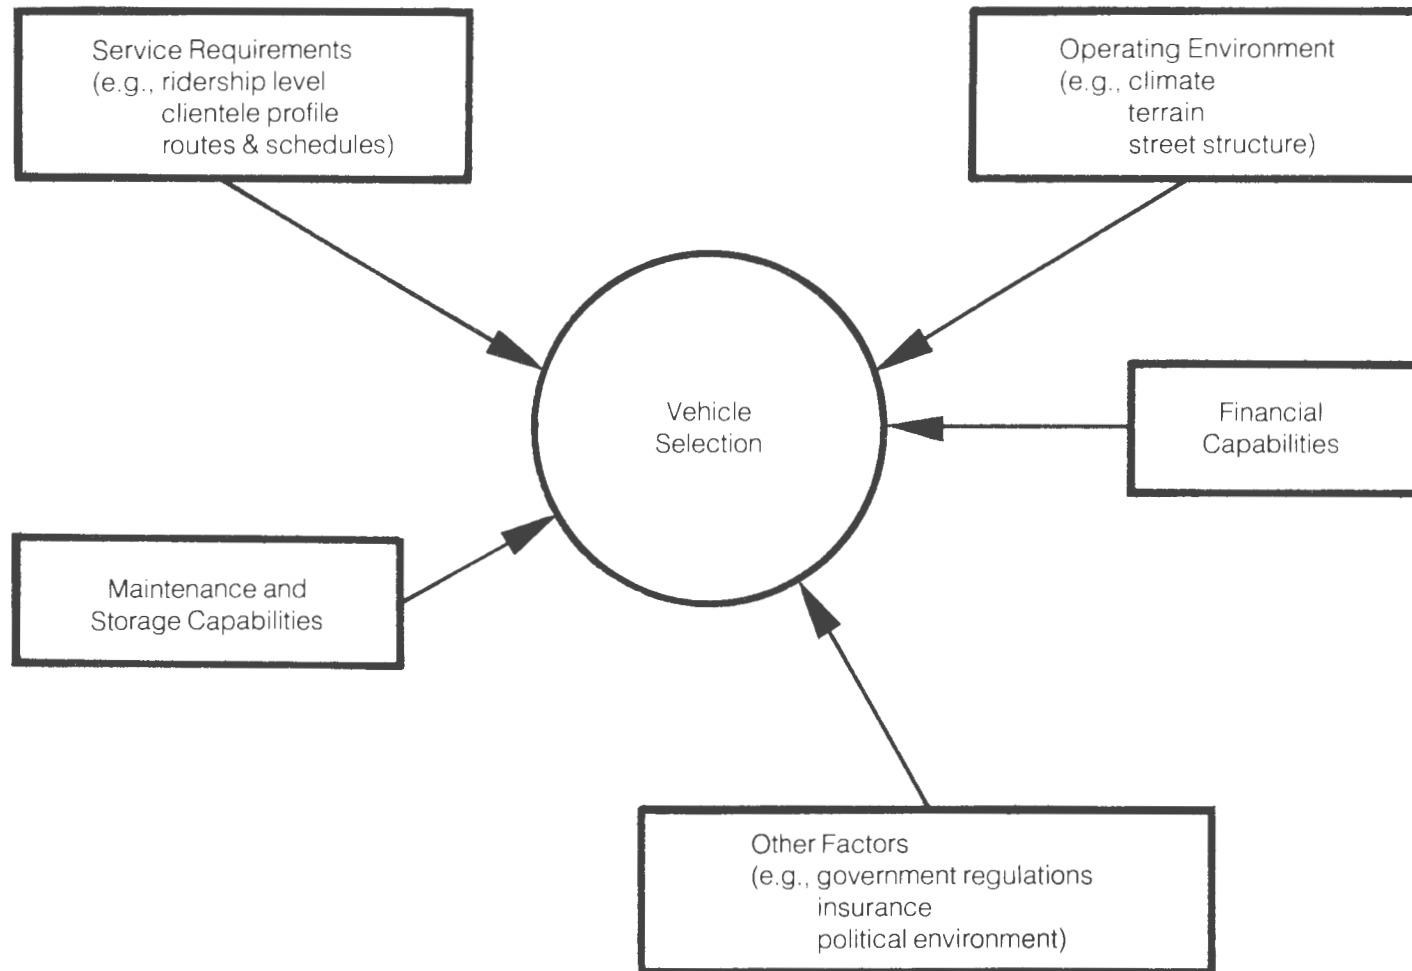 Service Requirements
(e.g., ridership level
clientele profile
routes & schedules)
Operating Environment
(e.g., climate
terrain
street structure)
Vehicle
Selection
Financial
Capabilities
Maintenance and
Storage Capabilities
Other Factors
(e.g., government regulations
insurance
political environment)